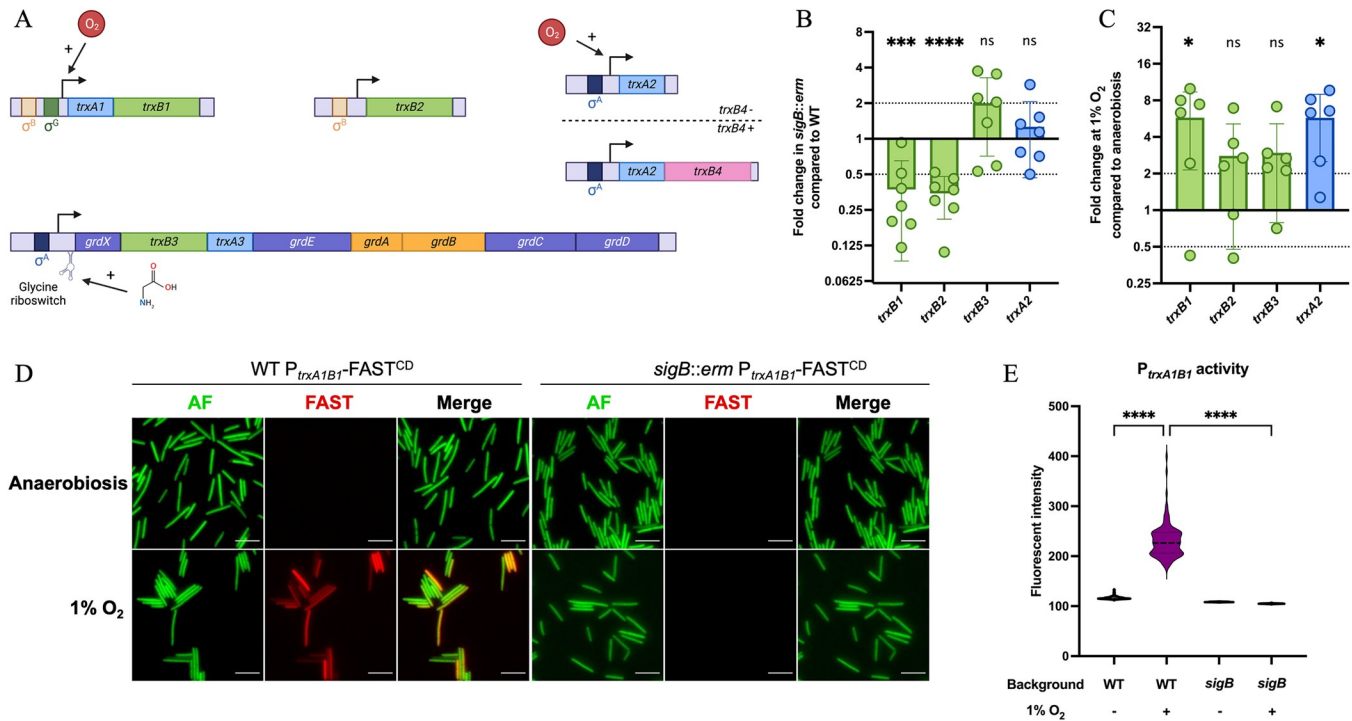 A
O₂
+
trxA1 trxB1
σB σG
trxB2
σB
O₂
+
trxA2
σA
trxB4 -
trxB4 +
trxA2 trxB4
σA
grdX trxB3 trxA3 grdE grdA grdB grdC grdD
σA
Glycine
riboswitch
+
O
OH
NH₂
B
Fold change in sigB::erm
compared to WT
8
4
2
1
0.5
0.25
0.125
0.0625
*** **** ns ns
trxB1 trxB2 trxB3 trxA2
C
Fold change at 1% O₂
compared to anaerobiosis
32
16
8
4
2
1
0.5
0.25
* ns ns *
trxB1 trxB2 trxB3 trxA2
D
WT PtrxA1B1-FASTCD sigB::erm PtrxA1B1-FASTCD
AF FAST Merge AF FAST Merge
Anaerobiosis
1% O₂
E
PtrxA1B1 activity
Fluorescent intensity
500
400
300
200
100
0
**** ****
Background WT WT sigB sigB
1% O₂ - + - +